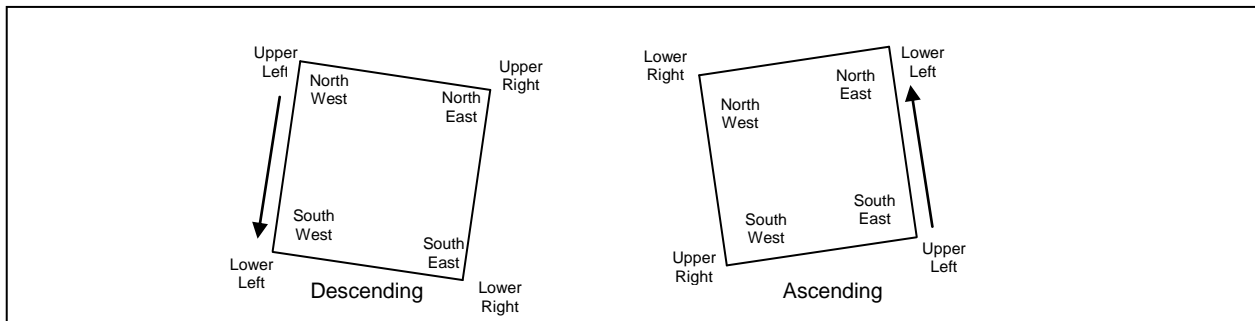 Upper
Left
North
West
Upper
Right
North
East
South
West
South
East
Lower
Left
Lower
Right
Descending
Lower
Right
Lower
Left
North
West
North
East
South
West
South
East
Upper
Right
Upper
Left
Ascending